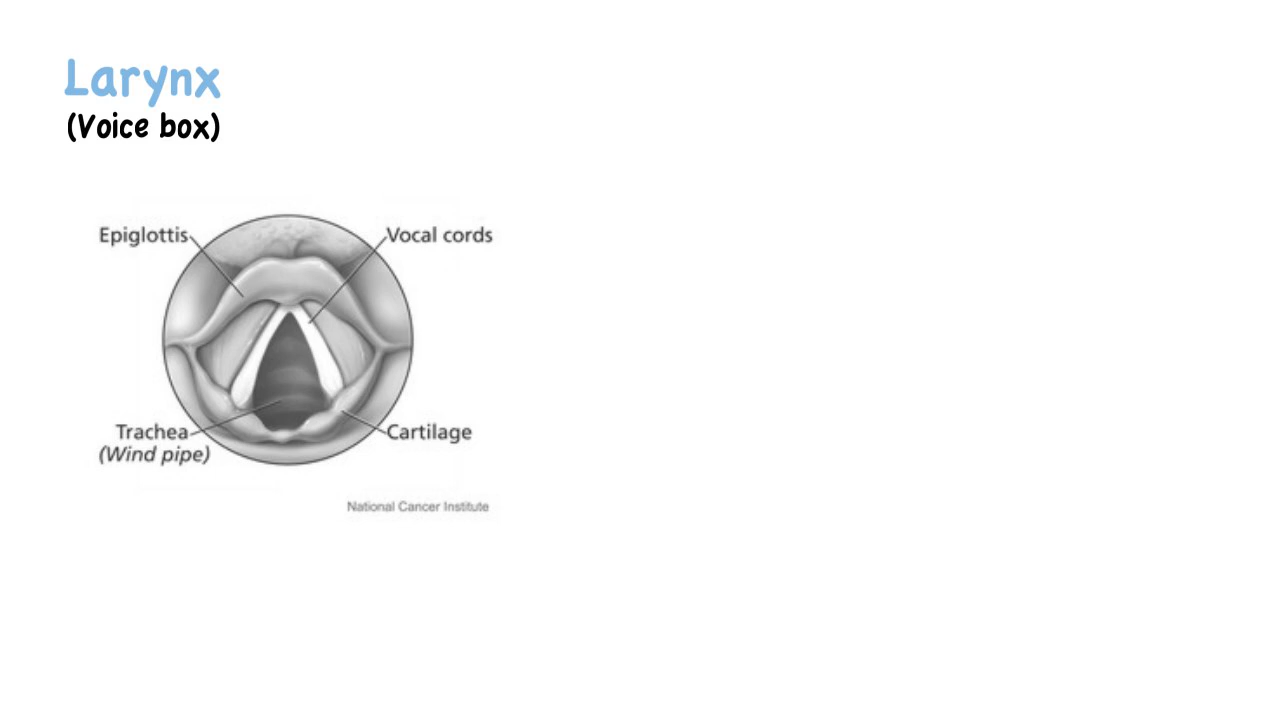 Larynx
(Voice box)
Epiglottis
Vocal cords
Trachea
(Wind pipe)
Cartilage
National Cancer Institute